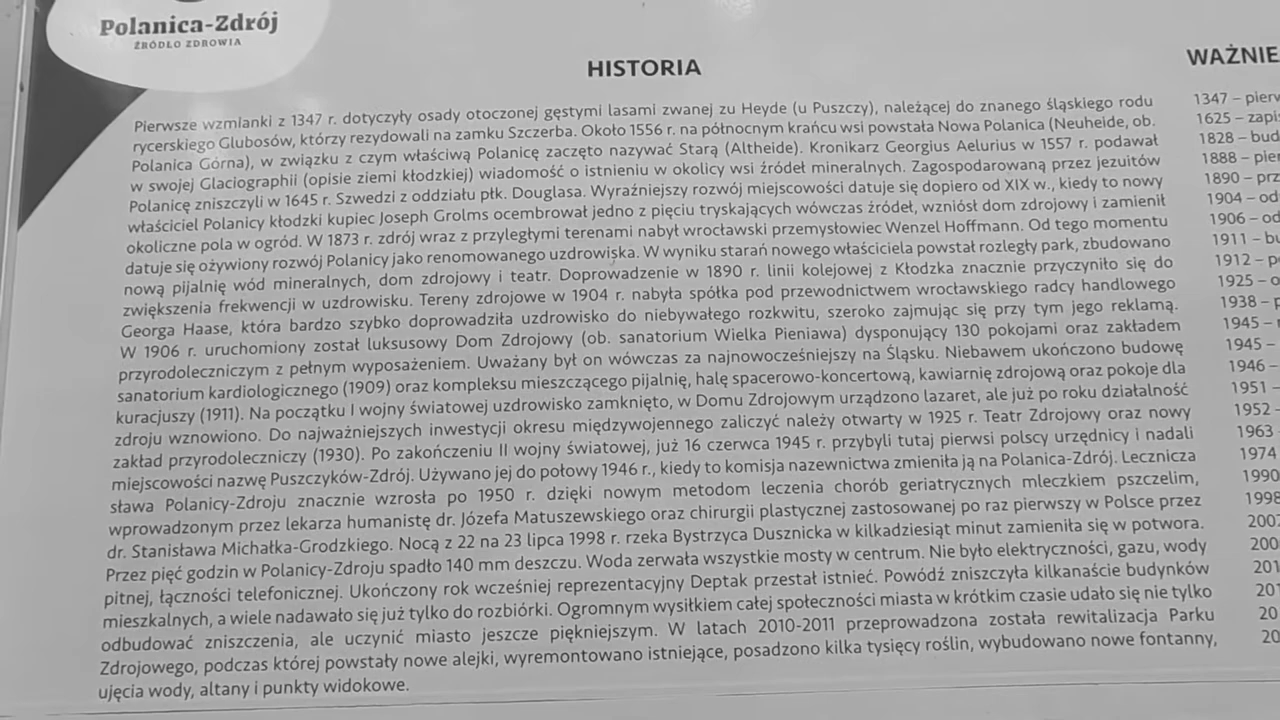 Polanica-Zdrój
ŹRÓDŁO ZDROWIA
HISTORIA
Pierwsze wzmianki z 1347 r. dotyczyły osady otoczonej gęstymi lasami zwanej zu Heyde (u Puszczy), należącej do znanego śląskiego rodu
rycerskiego Glubosów, którzy rezydowali na zamku Szczerba. Około 1556 r. na północnym krańcu wsi powstała Nowa Polanica (Neuheide, ob.
Polanica Górna), w związku z czym właściwą Polanicę zaczęto nazywać Starą (Altheide). Kronikarz Georgius Aelurius w 1557 r. podawał
w swojej Glaciographii (opisie ziemi kłodzkiej) wiadomość o istnieniu w okolicy wsi źródeł mineralnych. Zagospodarowaną przez jezuitów
Polanicę zniszczyli w 1645 r. Szwedzi z oddziału płk. Douglasa. Wyraźniejszy rozwój miejscowości datuje się dopiero od XIX w., kiedy to nowy
właściciel Polanicy kłodzki kupiec Joseph Grolms ocembrował jedno z pięciu tryskających wówczas źródeł, wzniósł dom zdrojowy i zamienił
okoliczne pola w ogród. W 1873 r. zdrój wraz z przyległymi terenami nabył wrocławski przemysłowiec Wenzel Hoffmann. Od tego momentu
datuje się ożywiony rozwój Polanicy jako renomowanego uzdrowiska. W wyniku starań nowego właściciela powstał rozległy park, zbudowano
nową pijalnię wód mineralnych, dom zdrojowy i teatr. Doprowadzenie w 1890 r. linii kolejowej z Kłodzka znacznie przyczyniło się do
zwiększenia frekwencji w uzdrowisku. Tereny zdrojowe w 1904 r. nabyła spółka pod przewodnictwem wrocławskiego radcy handlowego
Georga Haase, która bardzo szybko doprowadziła uzdrowisko do niebywałego rozkwitu, szeroko zajmując się przy tym jego reklamą.
W 1906 r. uruchomiony został luksusowy Dom Zdrojowy (ob. sanatorium Wielka Pieniawa) dysponujący 130 pokojami oraz zakładem
przyrodoleczniczym z pełnym wyposażeniem. Uważany był on wówczas za najnowocześniejszy na Śląsku. Niebawem ukończono budowę
sanatorium kardiologicznego (1909) oraz kompleksu mieszczącego pijalnię, halę spacerowo-koncertową, kawiarnię zdrojową oraz pokoje dla
kuracjuszy (1911). Na początku I wojny światowej uzdrowisko zamknięto, w Domu Zdrojowym urządzono lazaret, ale już po roku działalność
zdroju wznowiono. Do najważniejszych inwestycji okresu międzywojennego zaliczyć należy otwarty w 1925 r. Teatr Zdrojowy oraz nowy
zakład przyrodoleczniczy (1930). Po zakończeniu II wojny światowej, już 16 czerwca 1945 r. przybyli tutaj pierwsi polscy urzędnicy i nadali
miejscowości nazwę Puszczyków-Zdrój. Używano jej do połowy 1946 r., kiedy to komisja nazewnictwa zmieniła ją na Polanica-Zdrój. Lecznicza
sława Polanicy-Zdroju znacznie wzrosła po 1950 r. dzięki nowym metodom leczenia chorób geriatrycznych mleczkiem pszczelim,
wprowadzonym przez lekarza humanistę dr. Józefa Matuszewskiego oraz chirurgii plastycznej zastosowanej po raz pierwszy w Polsce przez
dr. Stanisława Michałka-Grodzkiego. Nocą z 22 na 23 lipca 1998 r. rzeka Bystrzyca Dusznicka w kilkadziesiąt minut zamieniła się w potwora.
Przez pięć godzin w Polanicy-Zdroju spadło 140 mm deszczu. Woda zerwała wszystkie mosty w centrum. Nie było elektryczności, gazu, wody
pitnej, łączności telefonicznej. Ukończony rok wcześniej reprezentacyjny Deptak przestał istnieć. Powódź zniszczyła kilkanaście budynków
mieszkalnych, a wiele nadawało się już tylko do rozbiórki. Ogromnym wysiłkiem całej społeczności miasta w krótkim czasie udało się nie tylko
odbudować zniszczenia, ale uczynić miasto jeszcze piękniejszym. W latach 2010-2011 przeprowadzona została rewitalizacja Parku
Zdrojowego, podczas której powstały nowe alejki, wyremontowano istniejące, posadzono kilka tysięcy roślin, wybudowano nowe fontanny,
ujęcia wody, altany i punkty widokowe.
WAŻNIE
1347 – pierw
1625 – zapi
1828 – bud
1888 – pier
1890 – prz
1904 – od
1906 – od
1911 – bu
1912 – p
1925 – o
1938 – p
1945 –
1945 –
1946 –
1951 –
1952
1963
1974
1990
1998
2002
200
201
201
20
20